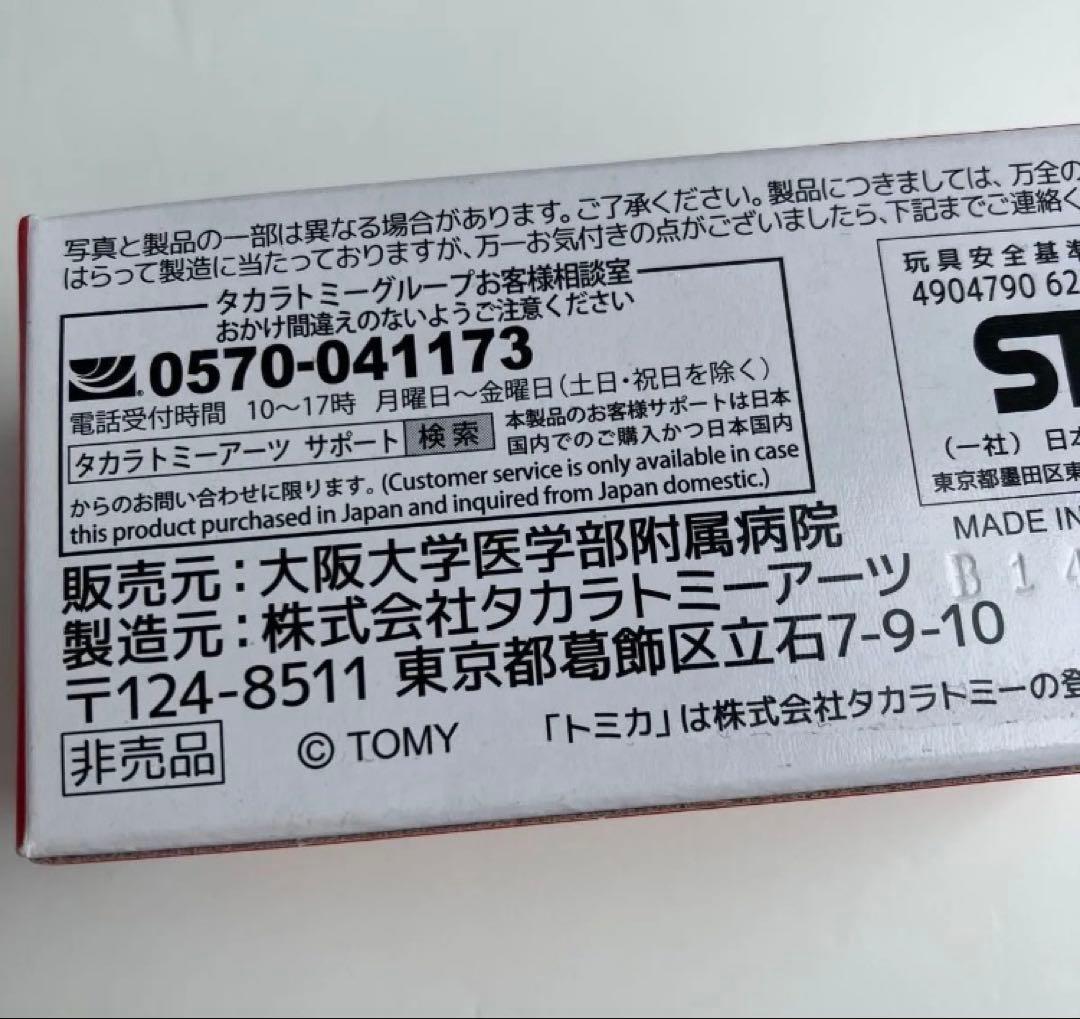 写真と製品の一部は異なる場合があります。ご了承ください。製品につきましては、万全の
はらって製造に当たっておりますが、万一お気付きの点がございましたら、下記までご連絡く
タカラトミーグループお客様相談室
おかけ間違えのないようご注意ください
0570-041173
電話受付時間 10〜17時 月曜日〜金曜日(土日・祝日を除く)
タカラトミーアーツ サポート 検索 本製品のお客様サポートは日本
国内でのご購入かつ日本国内
からのお問い合わせに限ります。(Customer service is only available in case
this product purchased in Japan and inquired from Japan domestic.)
玩具安全基準
4904790 62
ST
(一社) 日本
東京都墨田区東
MADE IN
B 1 4
販売元:大阪大学医学部附属病院
製造元:株式会社タカラトミーアーツ
〒124-8511 東京都葛飾区立石7-9-10
非売品 © TOMY 「トミカ」は株式会社タカラトミーの登